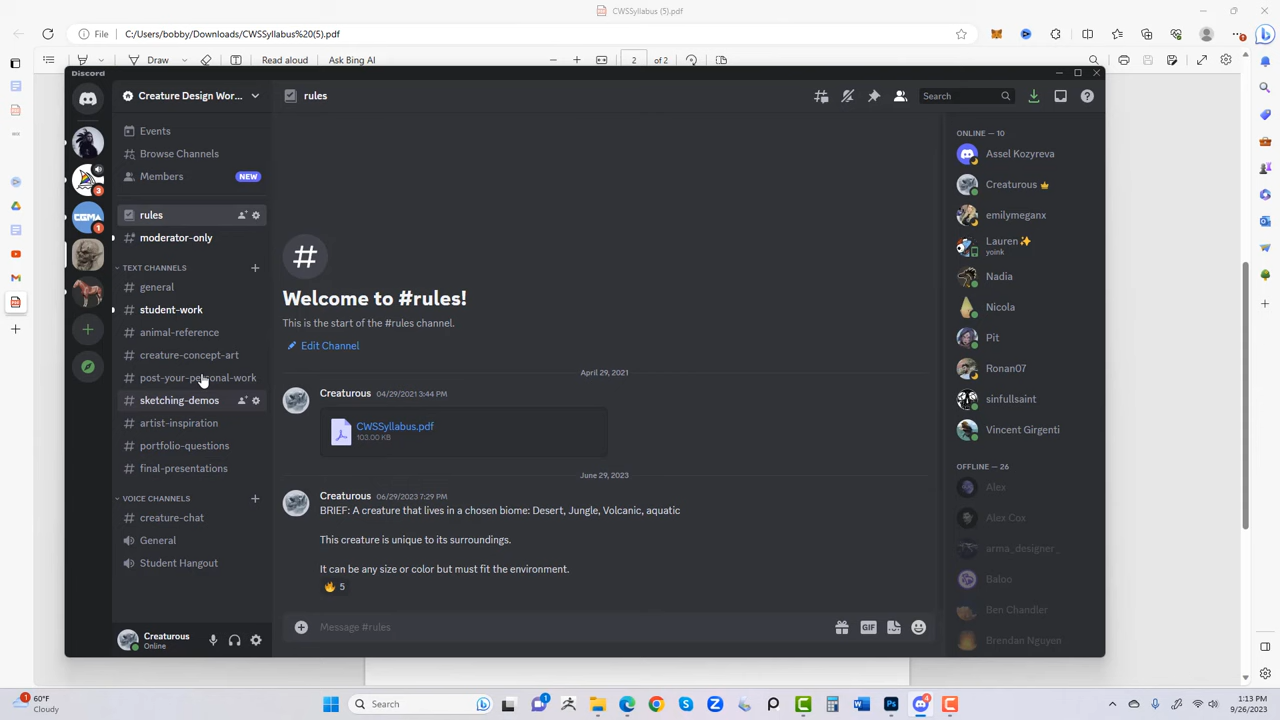 CWSSyllabus (5).pdf
File C:/Users/bobby/Downloads/CWSSyllabus%20(5).pdf
Draw Read aloud Ask Bing AI 2 of 2
Discord
Creature Design Wor...
rules
Search
Events
Browse Channels
Members NEW
rules
moderator-only
TEXT CHANNELS
general
student-work
animal-reference
creature-concept-art
post-your-personal-work
sketching-demos
artist-inspiration
portfolio-questions
final-presentations
VOICE CHANNELS
creature-chat
General
Student Hangout
Creaturous
Online
3
1
#
Welcome to #rules!
This is the start of the #rules channel.
Edit Channel
April 29, 2021
Creaturous 04/29/2021 3:44 PM
CWSSyllabus.pdf
103.00 KB
June 29, 2023
Creaturous 06/29/2023 7:29 PM
BRIEF: A creature that lives in a chosen biome: Desert, Jungle, Volcanic, aquatic
This creature is unique to its surroundings.
It can be any size or color but must fit the environment.
🔥 5
Message #rules
GIF
ONLINE — 10
Assel Kozyreva
Creaturous
emilymeganx
Lauren✨
yoink
Nadia
Nicola
Pit
Ronan07
sinfullsaint
Vincent Girgenti
OFFLINE — 26
Alex
Alex Cox
arma_designer_
Baloo
Ben Chandler
Brendan Nguyen
1
60°F
Cloudy
Search
1
4
1:13 PM
9/26/2023